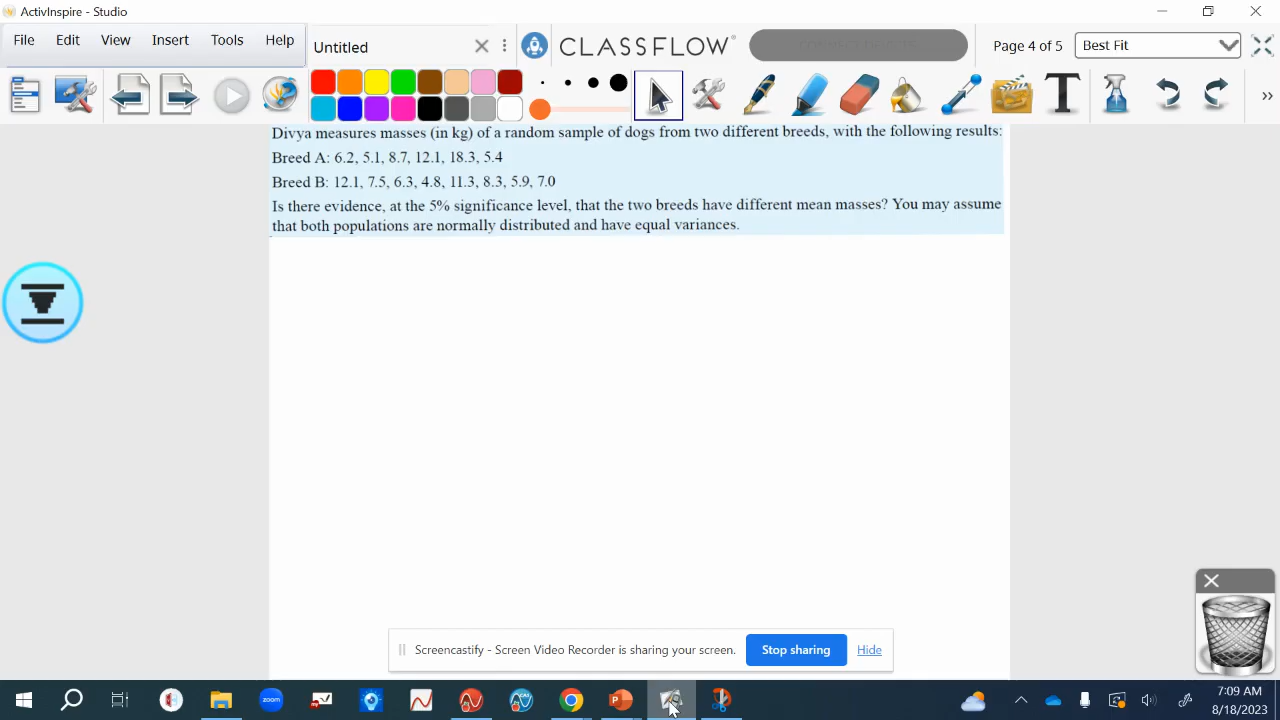 ActivInspire - Studio
File Edit View Insert Tools Help
Untitled
CLASSFLOW
Page 4 of 5
Best Fit
T
Divya measures masses (in kg) of a random sample of dogs from two different breeds, with the following results:
Breed A: 6.2, 5.1, 8.7, 12.1, 18.3, 5.4
Breed B: 12.1, 7.5, 6.3, 4.8, 11.3, 8.3, 5.9, 7.0
Is there evidence, at the 5% significance level, that the two breeds have different mean masses? You may assume
that both populations are normally distributed and have equal variances.
Screencastify - Screen Video Recorder is sharing your screen.
Stop sharing
Hide
zoom
7:09 AM
8/18/2023